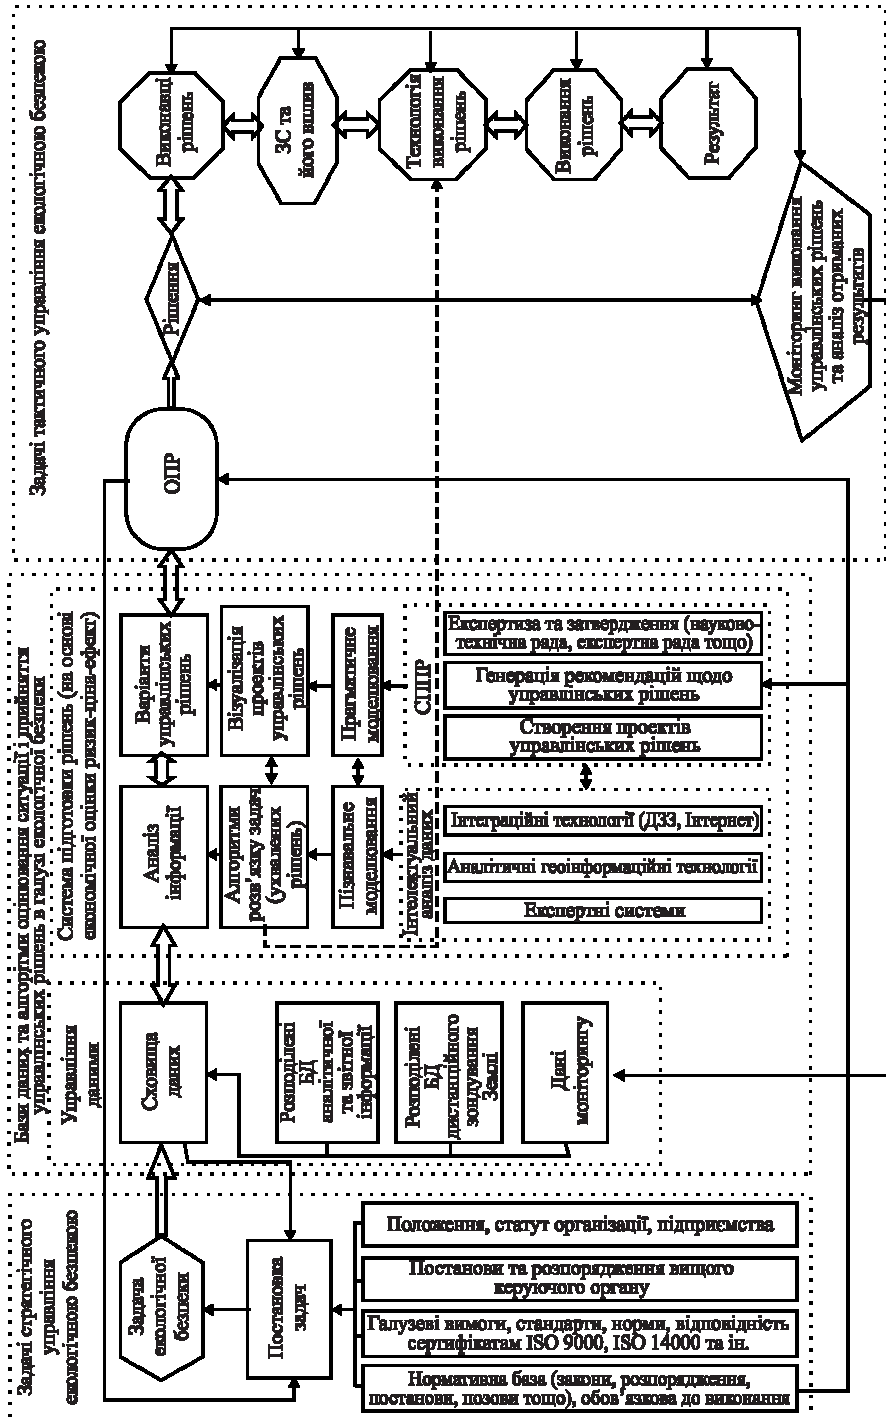 Задачі стратегічного
управління
екологічною безпекою
Задача
екологічної
безпеки
Постановка
задач
Положення, статут організації, підприємства
Постанови та розпорядження вищого
керуючого органу
Галузеві вимоги, стандарти, норми, відповідність
сертифікатам ISO 9000, ISO 14000 та ін.
Нормативна база (закони, розпорядження,
постанови, позови тощо), обов'язкова до виконання
Бази даних та алгоритми оцінювання ситуації і прийняття
управлінських рішень в галузі екологічної безпеки
Управління
даними
Сховища
даних
Розподілені
БД
аналітичної
та звітної
інформації
Розподілені
БД
дистанційного
зондування
Землі
Дані
моніторингу
Система підготовки рішень (на основі
економічної оцінки ризик-ціна-ефект)
Аналіз
інформації
Варіанти
управлінських
рішень
Алгоритми
розв'язку задач
(ухвалених
рішень)
Візуалізація
проектів
управлінських
рішень
Пізнавальне
моделювання
Прагматичне
моделювання
Інтелектуальний
аналіз даних
Інтеграційні технології (ДЗЗ, Інтернет)
Аналітичні геоінформаційні технології
Експертні системи
СППР
Експертиза та затвердження (науково-
технічна рада, експертна рада тощо)
Генерація рекомендацій щодо
управлінських рішень
Створення проектів
управлінських рішень
Задачі тактичного управління екологічною безпекою
ОПР
Рішення
Виконавці
рішень
ЗС та
його вплив
Технологія
виконання
рішень
Виконання
рішень
Результат
Моніторинг виконання
управлінських рішень
та аналіз отриманих
результатів